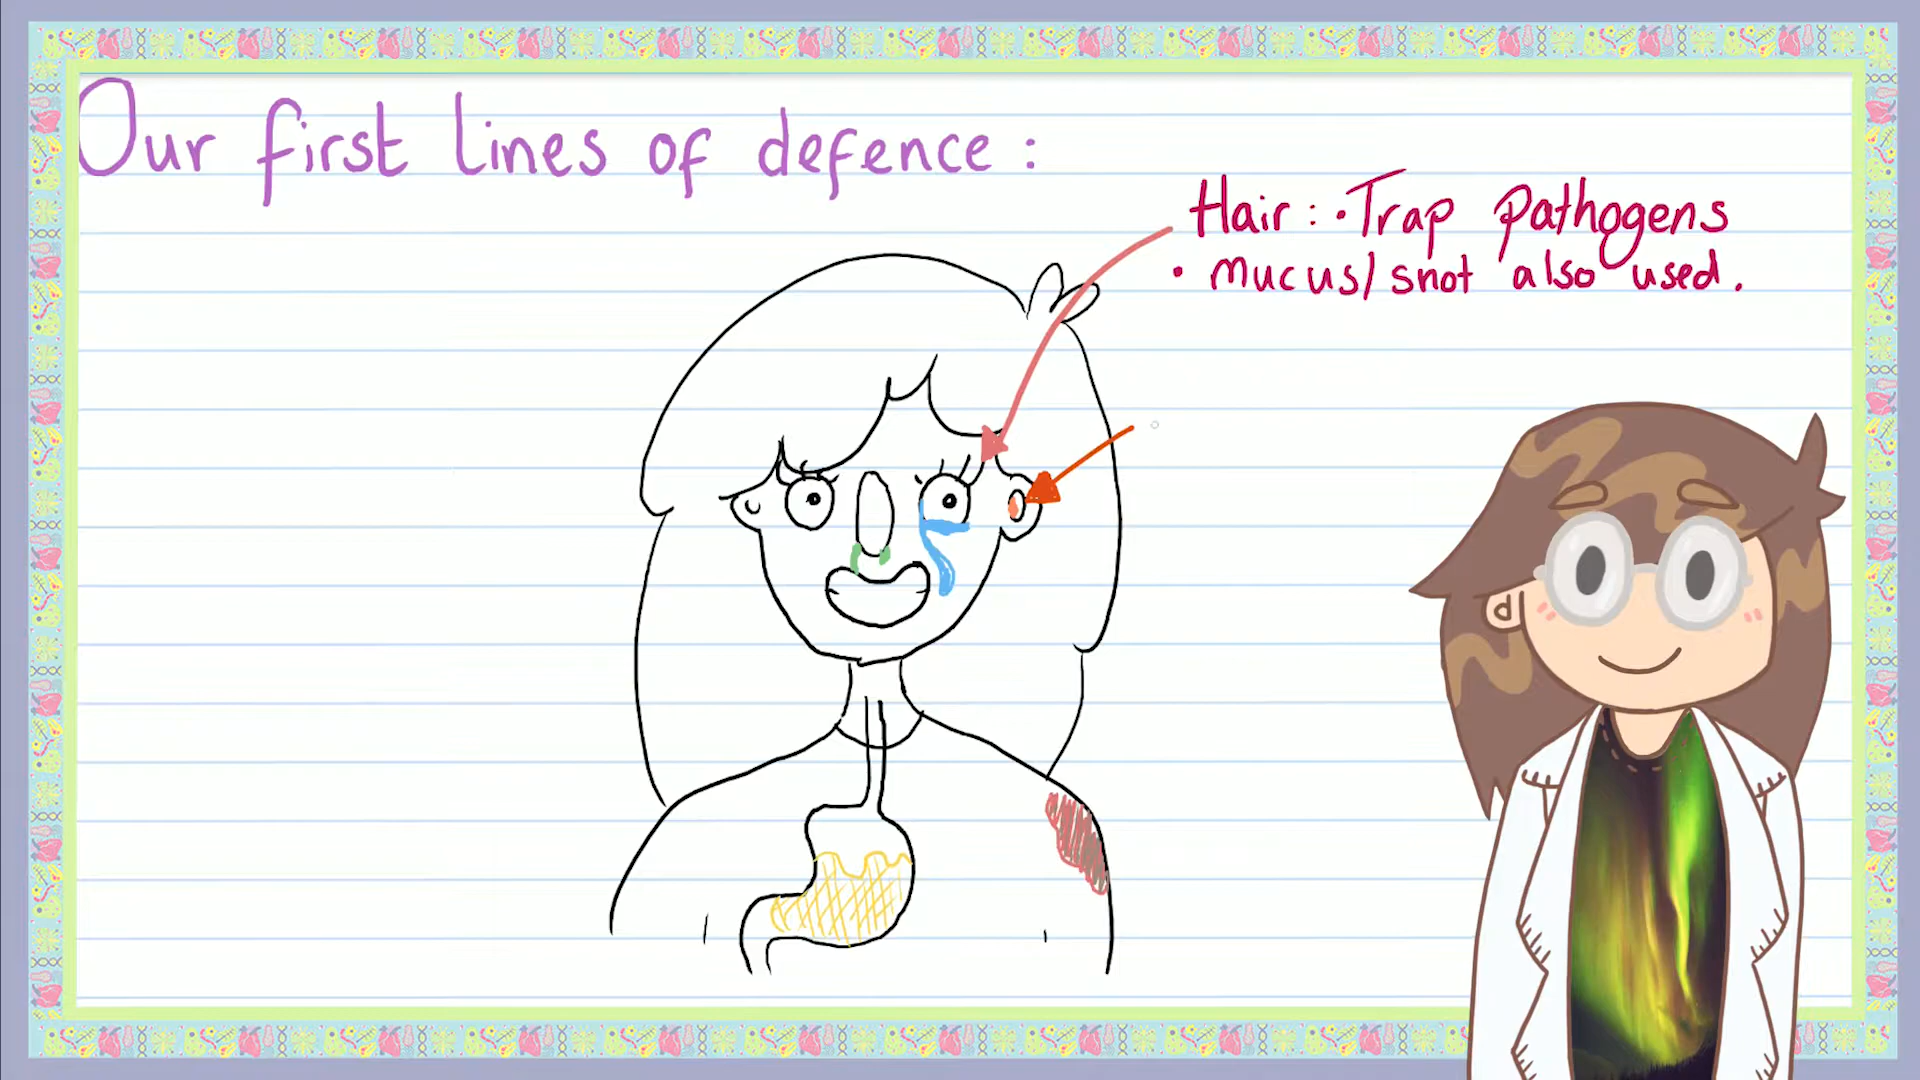 Our first lines of defence :
Hair : • Trap pathogens
• mucus/snot also used.